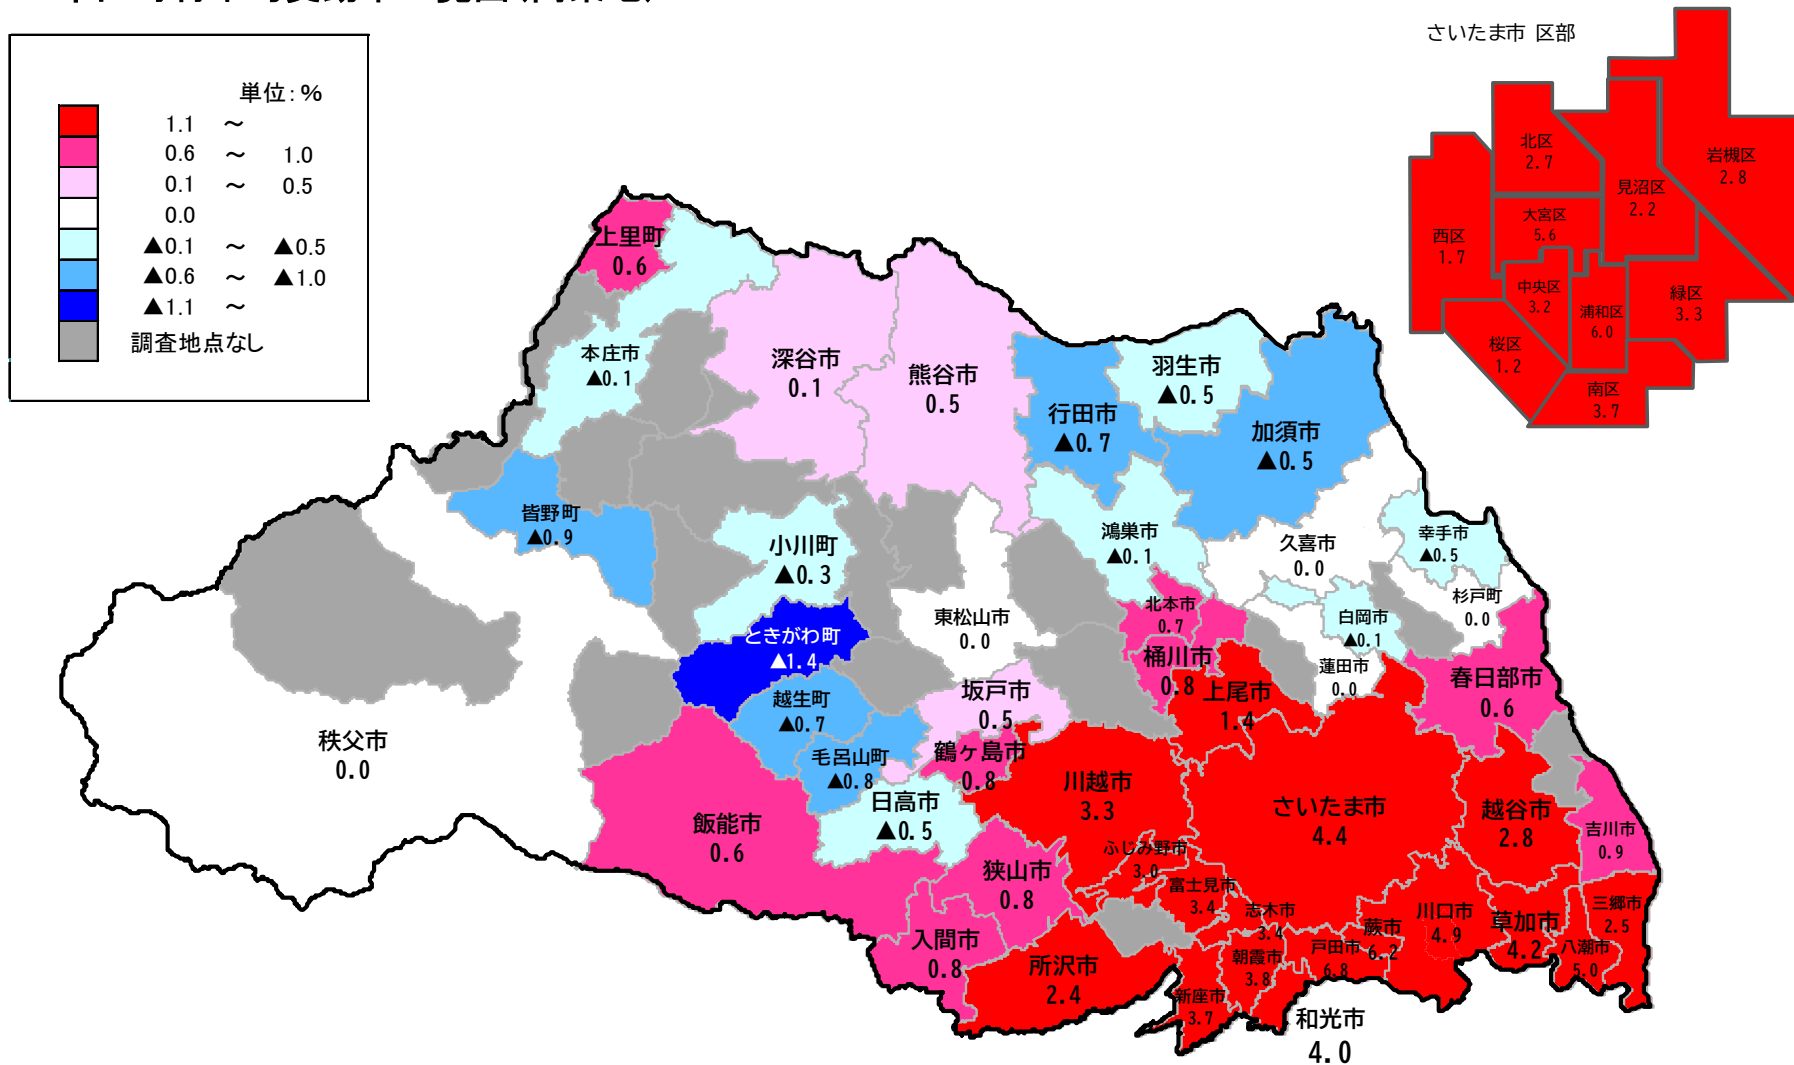 単位：％
1.1 ～
0.6 ～ 1.0
0.1 ～ 0.5
0.0
▲0.1 ～ ▲0.5
▲0.6 ～ ▲1.0
▲1.1 ～
調査地点なし
さいたま市 区部
北区
2.7
岩槻区
2.8
見沼区
2.2
大宮区
5.6
西区
1.7
中央区
3.2
浦和区
6.0
緑区
3.3
桜区
1.2
南区
3.7
上里町
0.6
本庄市
▲0.1
深谷市
0.1
熊谷市
0.5
行田市
▲0.7
羽生市
▲0.5
加須市
▲0.5
皆野町
▲0.9
小川町
▲0.3
鴻巣市
▲0.1
久喜市
0.0
幸手市
▲0.5
杉戸町
0.0
東松山市
0.0
北本市
0.7
白岡市
▲0.1
ときがわ町
▲1.4
桶川市
0.8
蓮田市
0.0
春日部市
0.6
上尾市
1.4
越生町
▲0.7
坂戸市
0.5
秩父市
0.0
毛呂山町
▲0.8
鶴ヶ島市
0.8
日高市
▲0.5
川越市
3.3
さいたま市
4.4
越谷市
2.8
吉川市
0.9
飯能市
0.6
ふじみ野市
3.0
狭山市
0.8
富士見市
3.4
志木市
3.4
川口市
4.9
草加市
4.2
三郷市
2.5
入間市
0.8
蕨市
6.2
戸田市
6.8
八潮市
5.0
所沢市
2.4
朝霞市
3.8
新座市
3.7
和光市
4.0